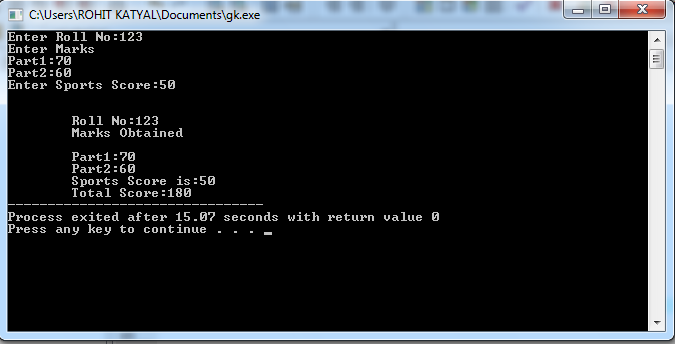 C:\Users\ROHIT KATYAL\Documents\gk.exe
Enter Roll No:123
Enter Marks
Part1:70
Part2:60
Enter Sports Score:50
Roll No:123
Marks Obtained
Part1:70
Part2:60
Sports Score is:50
Total Score:180
--------------------------------
Process exited after 15.07 seconds with return value 0
Press any key to continue . . . _